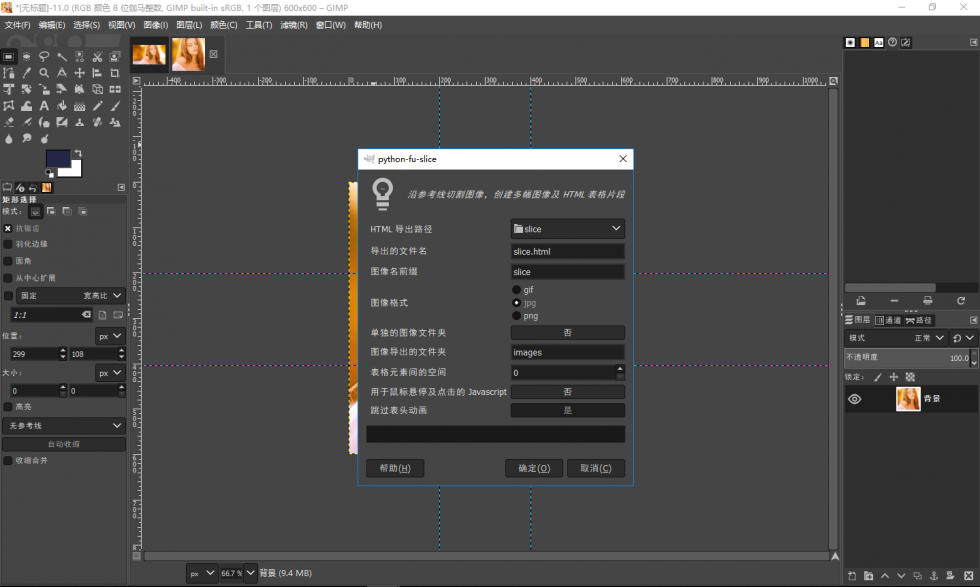 *[无标题]-11.0 (RGB 颜色 8 位伽马整数, GIMP built-in sRGB, 1 个图层) 600x600 – GIMP
文件(F) 编辑(E) 选择(S) 视图(V) 图像(I) 图层(L) 颜色(C) 工具(T) 滤镜(R) 窗口(W) 帮助(H)
矩形选择
模式:
抗锯齿
羽化边缘
圆角
从中心扩展
固定 宽高比
1:1
位置: px
299 108
大小: px
0 0
高亮
无参考线
自动收缩
收缩合并
python-fu-slice
沿参考线切割图像，创建多幅图像及 HTML 表格片段
HTML 导出路径 slice
导出的文件名 slice.html
图像名前缀 slice
图像格式
gif
jpg
png
单独的图像文件夹 否
图像导出的文件夹 images
表格元素间的空间 0
用于鼠标悬停及点击的 Javascript 否
跳过表头动画 是
帮助(H) 确定(O) 取消(C)
图层 通道 路径
模式 正常
不透明度 100.0
锁定:
背景
px 66.7 % 背景 (9.4 MB)